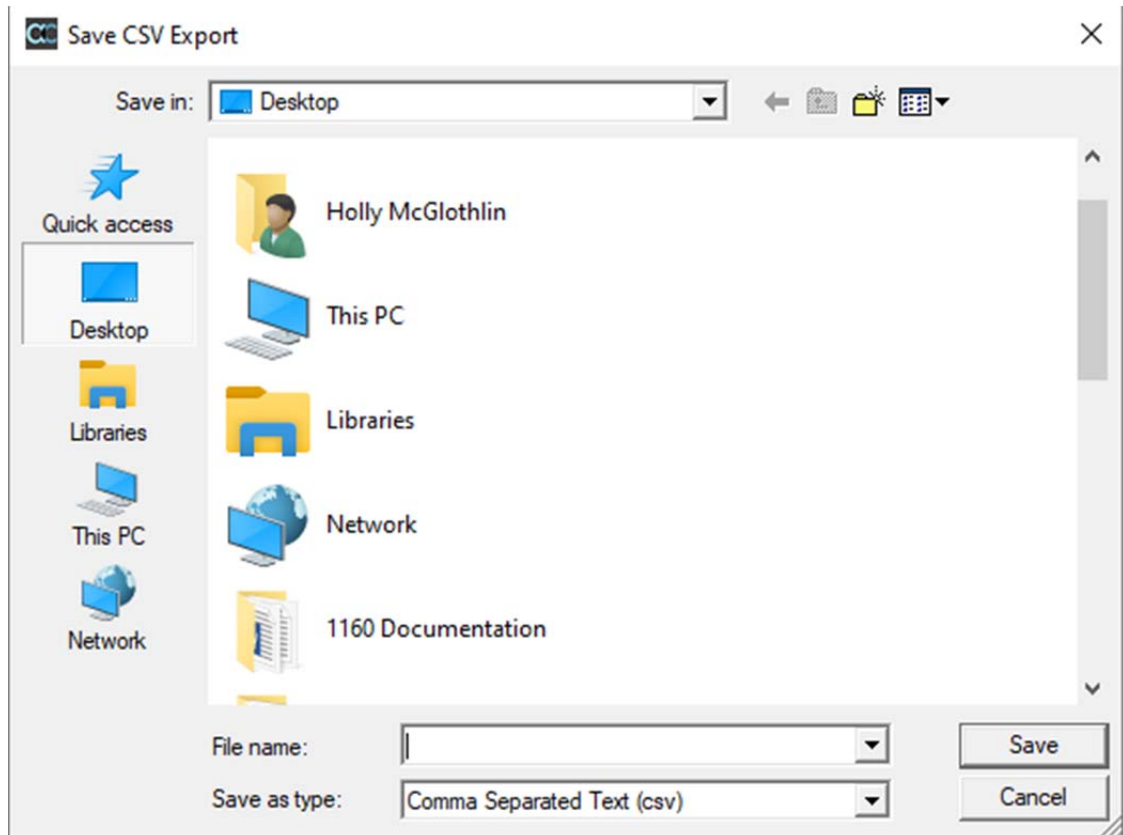 Save CSV Export
Save in: Desktop
Quick access
Desktop
Libraries
This PC
Network
Holly McGlothlin
This PC
Libraries
Network
1160 Documentation
File name:
Save
Save as type: Comma Separated Text (csv)
Cancel